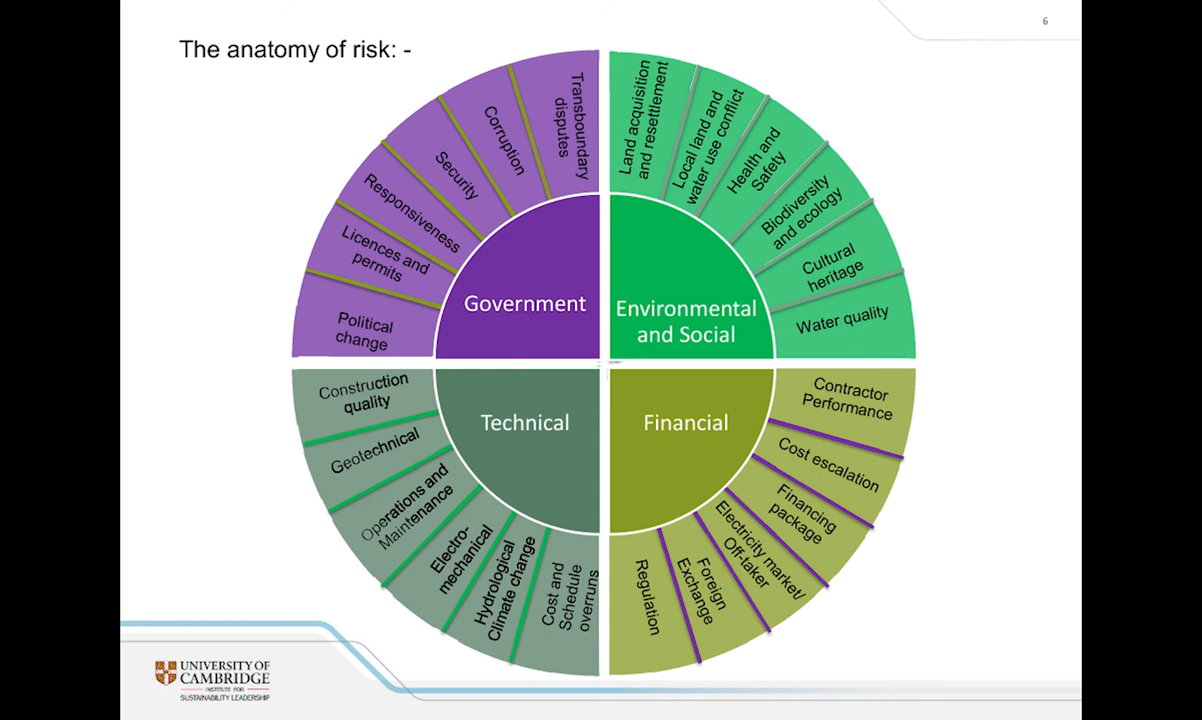 6
The anatomy of risk: -
Transboundary
disputes
Corruption
Security
Responsiveness
Licences and
permits
Political
change
Government
Land acquisition
and resettlement
Local land and
water use conflict
Health and
Safety
Biodiversity
and ecology
Cultural
heritage
Water quality
Environmental
and Social
Construction
quality
Geotechnical
Operations and
Maintenance
Electro-
mechanical
Hydrological
Climate change
Cost and
Schedule
overruns
Technical
Contractor
Performance
Cost escalation
Financing
package
Electricity market/
Off-taker
Foreign
Exchange
Regulation
Financial
UNIVERSITY OF
CAMBRIDGE
INSTITUTE FOR
SUSTAINABILITY LEADERSHIP